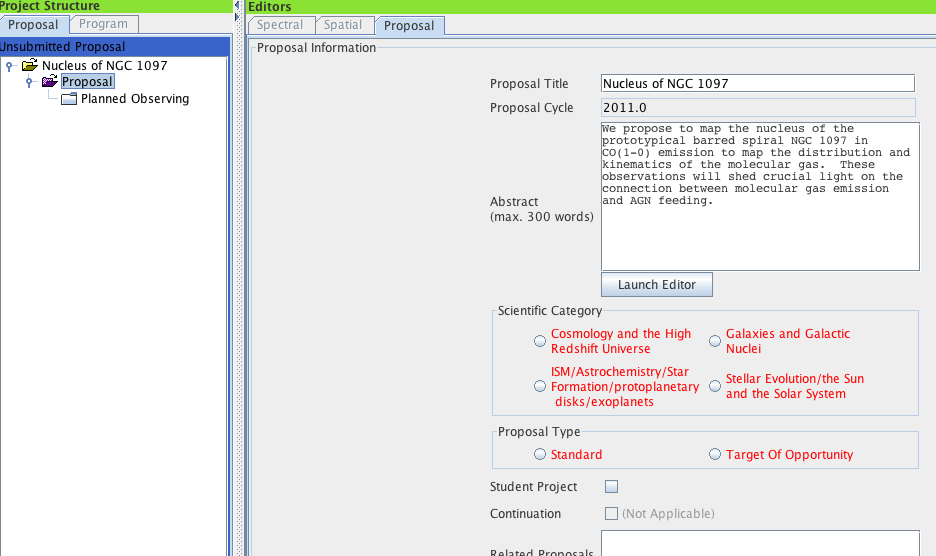 Project Structure
Proposal
Program
Unsubmitted Proposal
Nucleus of NGC 1097
Proposal
Planned Observing
Editors
Spectral
Spatial
Proposal
Proposal Information
Proposal Title
Nucleus of NGC 1097
Proposal Cycle
2011.0
Abstract
(max. 300 words)
We propose to map the nucleus of the
prototypical barred spiral NGC 1097 in
CO(1-0) emission to map the distribution and
kinematics of the molecular gas.  These
observations will shed crucial light on the
connection between molecular gas emission
and AGN feeding.
Launch Editor
Scientific Category
Cosmology and the High
Redshift Universe
Galaxies and Galactic
Nuclei
ISM/Astrochemistry/Star
Formation/protoplanetary
disks/exoplanets
Stellar Evolution/the Sun
and the Solar System
Proposal Type
Standard
Target Of Opportunity
Student Project
Continuation
(Not Applicable)
Related Proposals